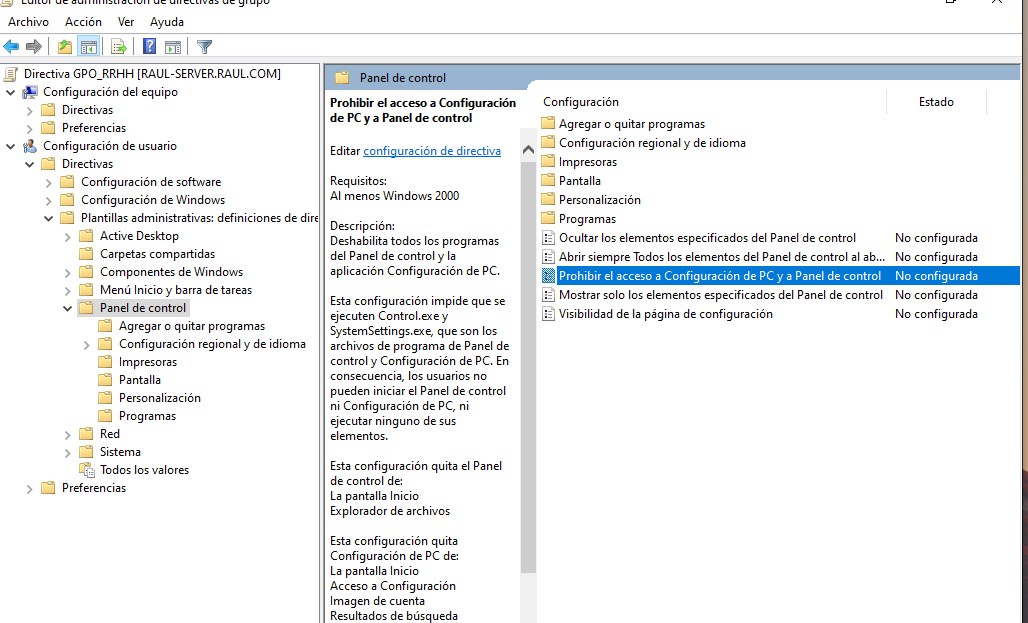 Editor de administración de directivas de grupo
Archivo Acción Ver Ayuda
Directiva GPO_RRHH [RAUL-SERVER.RAUL.COM]
Configuración del equipo
Directivas
Preferencias
Configuración de usuario
Directivas
Configuración de software
Configuración de Windows
Plantillas administrativas: definiciones de dire
Active Desktop
Carpetas compartidas
Componentes de Windows
Menú Inicio y barra de tareas
Panel de control
Agregar o quitar programas
Configuración regional y de idioma
Impresoras
Pantalla
Personalización
Programas
Red
Sistema
Todos los valores
Preferencias
Panel de control
Prohibir el acceso a Configuración
de PC y a Panel de control
Editar configuración de directiva
Requisitos:
Al menos Windows 2000
Descripción:
Deshabilita todos los programas
del Panel de control y la
aplicación Configuración de PC.
Esta configuración impide que se
ejecuten Control.exe y
SystemSettings.exe, que son los
archivos de programa de Panel de
control y Configuración de PC. En
consecuencia, los usuarios no
pueden iniciar el Panel de control
ni Configuración de PC, ni
ejecutar ninguno de sus
elementos.
Esta configuración quita el Panel
de control de:
La pantalla Inicio
Explorador de archivos
Esta configuración quita
Configuración de PC de:
La pantalla Inicio
Acceso a Configuración
Imagen de cuenta
Resultados de búsqueda
Configuración Estado
Agregar o quitar programas
Configuración regional y de idioma
Impresoras
Pantalla
Personalización
Programas
Ocultar los elementos especificados del Panel de control No configurada
Abrir siempre Todos los elementos del Panel de control al ab... No configurada
Prohibir el acceso a Configuración de PC y a Panel de control No configurada
Mostrar solo los elementos especificados del Panel de control No configurada
Visibilidad de la página de configuración No configurada